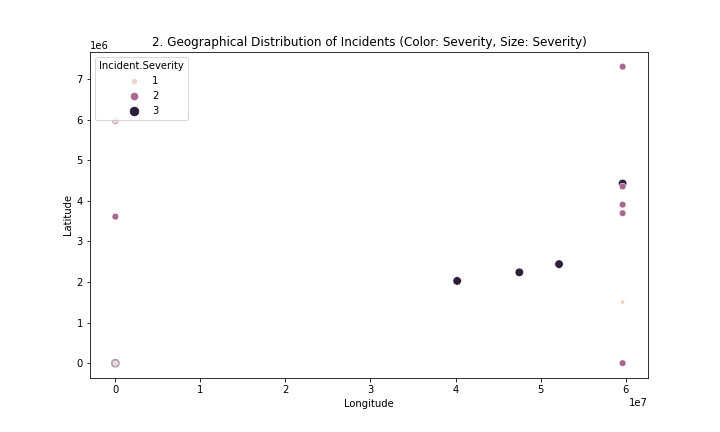 2. Geographical Distribution of Incidents (Color: Severity, Size: Severity)
1e6
Incident.Severity
1
2
3
7
6
5
4
3
2
1
0
Latitude
0 1 2 3 4 5 6
1e7
Longitude